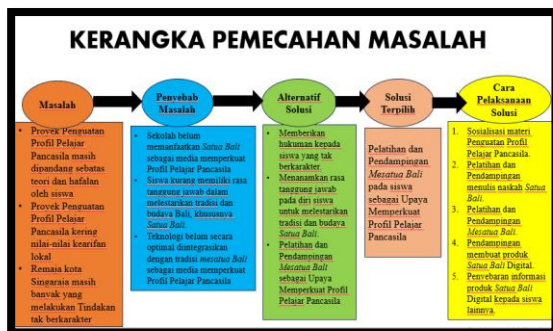 KERANGKA PEMECAHAN MASALAH
Masalah
• Proyek Penguatan
Profil Pelajar
Pancasila masih
dipandang sebatas
teori dan hafalan
oleh siswa
• Proyek Penguatan
Profil Pelajar
Pancasila kering
nilai-nilai kearifan
lokal
• Remaja kota
Singaraja masih
banyak yang
melakukan Tindakan
tak berkarakter
Penyebab
Masalah
• Sekolah belum
memanfaatkan Satua Bali
sebagai media memperkuat
Profil Pelajar Pancasila
• Siswa kurang memiliki rasa
tanggung jawab dalam
melestarikan tradisi dan
budaya Bali, khususnya
Satua Bali.
• Teknologi belum secara
optimal diintegrasikan
dengan tradisi mesatua Bali
sebagai media memperkuat
Profil Pelajar Pancasila
Alternatif
Solusi
• Memberikan
hukuman kepada
siswa yang tak
berkarakter.
• Menanamkan rasa
tanggung jawab
pada diri siswa
untuk melestarikan
tradisi dan budaya
Satua Bali.
• Pelatihan dan
Pendampingan
Mesatua Bali
sebagai Upaya
Memperkuat Profil
Pelajar Pancasila
Solusi
Terpilih
Pelatihan dan
Pendampingan
Mesatua Bali pada
siswa sebagai
Upaya
Memperkuat
Profil Pelajar
Pancasila
Cara
Pelaksanaan
Solusi
1. Sosialisasi materi
Penguatan Profil
Pelajar Pancasila.
2. Pelatihan dan
Pendampingan
menulis naskah Satua
Bali.
3. Pelatihan dan
Pendampingan
Mesatua Bali.
4. Pendampingan
membuat produk
Satua Bali Digital.
5. Penyebaran informasi
produk Satua Bali
Digital kepada siswa
lainnya.